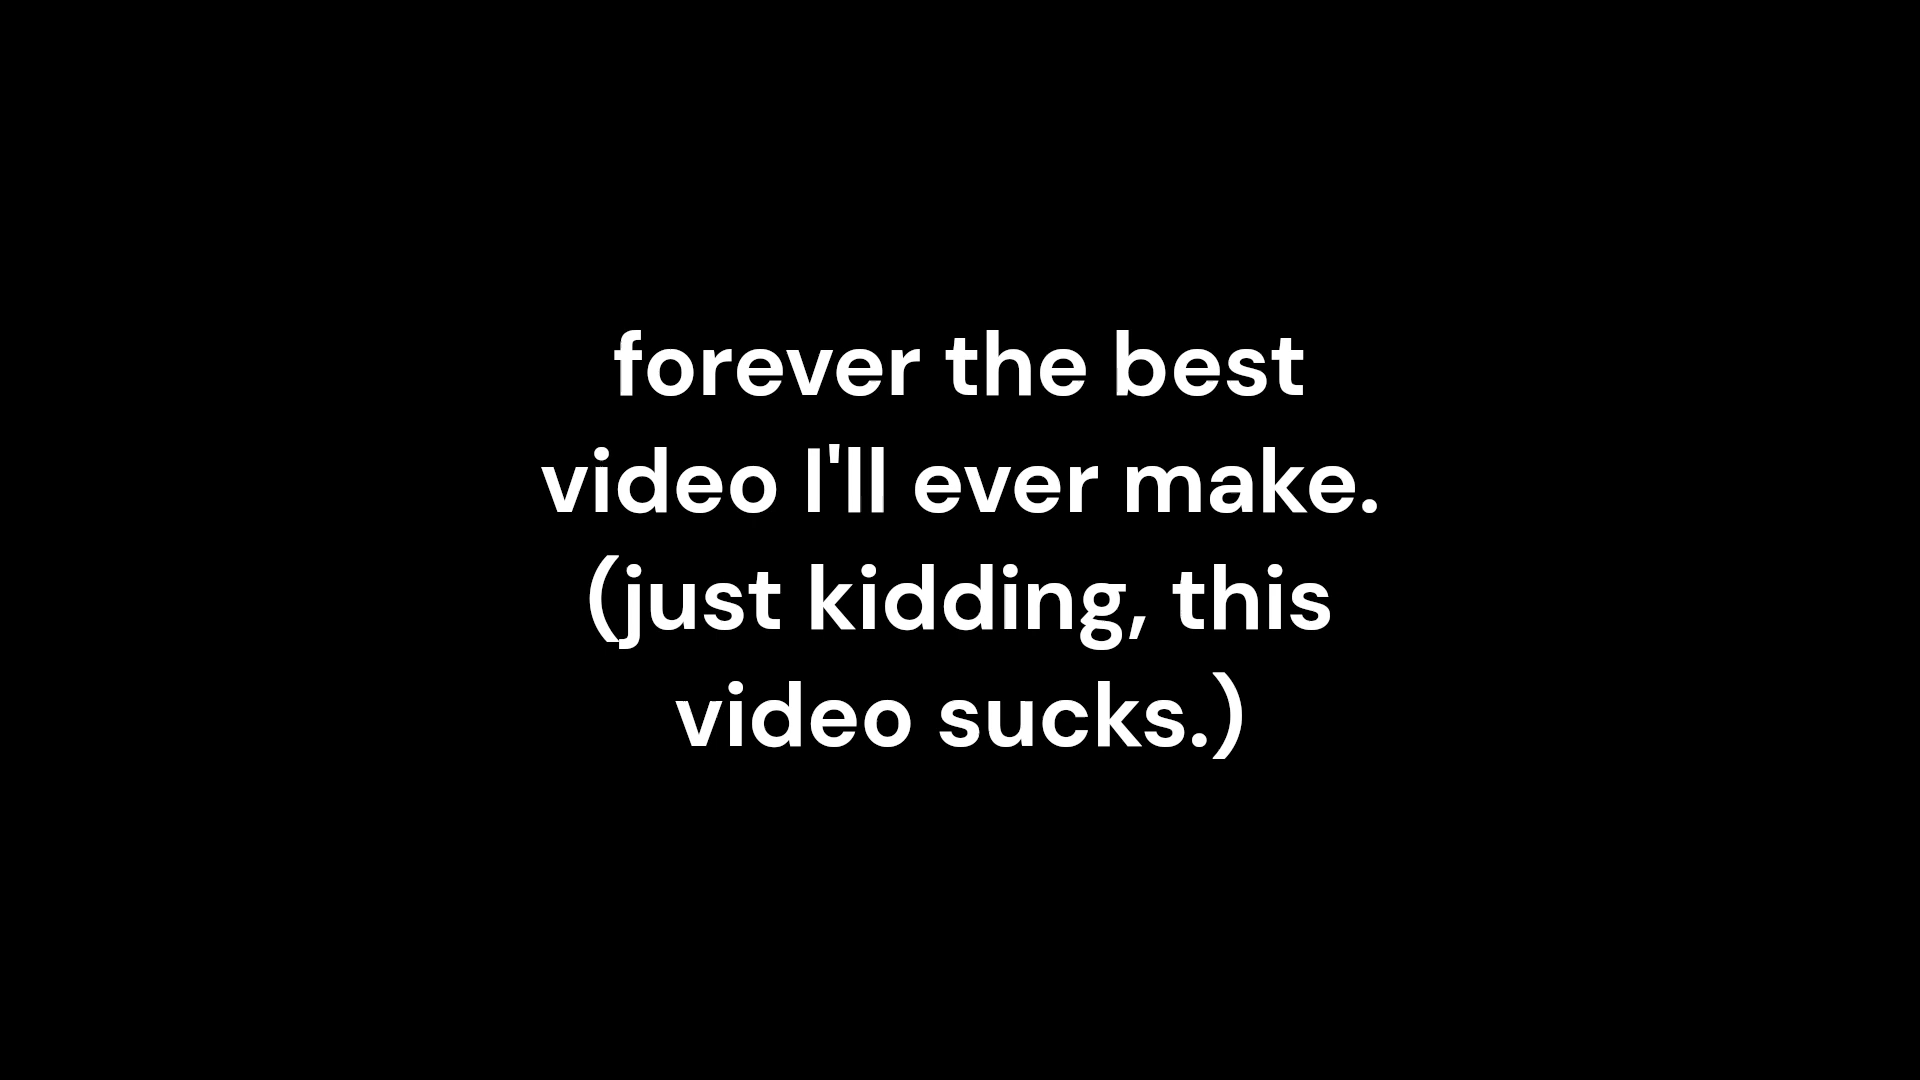 forever the best
video I'll ever make.
(just kidding, this
video sucks.)